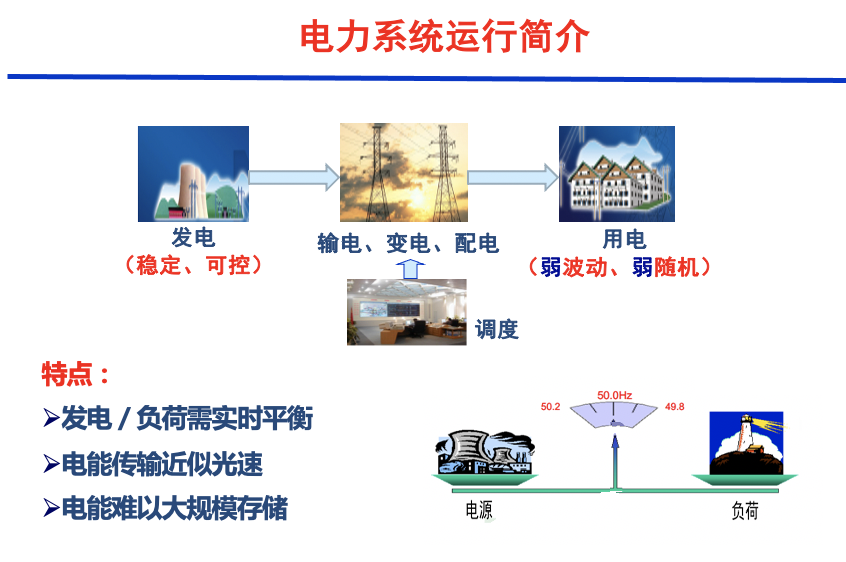 电力系统运行简介
发电
（稳定、可控）
输电、变电、配电
用电
（弱波动、弱随机）
调度
特点：
➢发电／负荷需实时平衡
➢电能传输近似光速
➢电能难以大规模存储
50.2
50.0Hz
49.8
电源
负荷